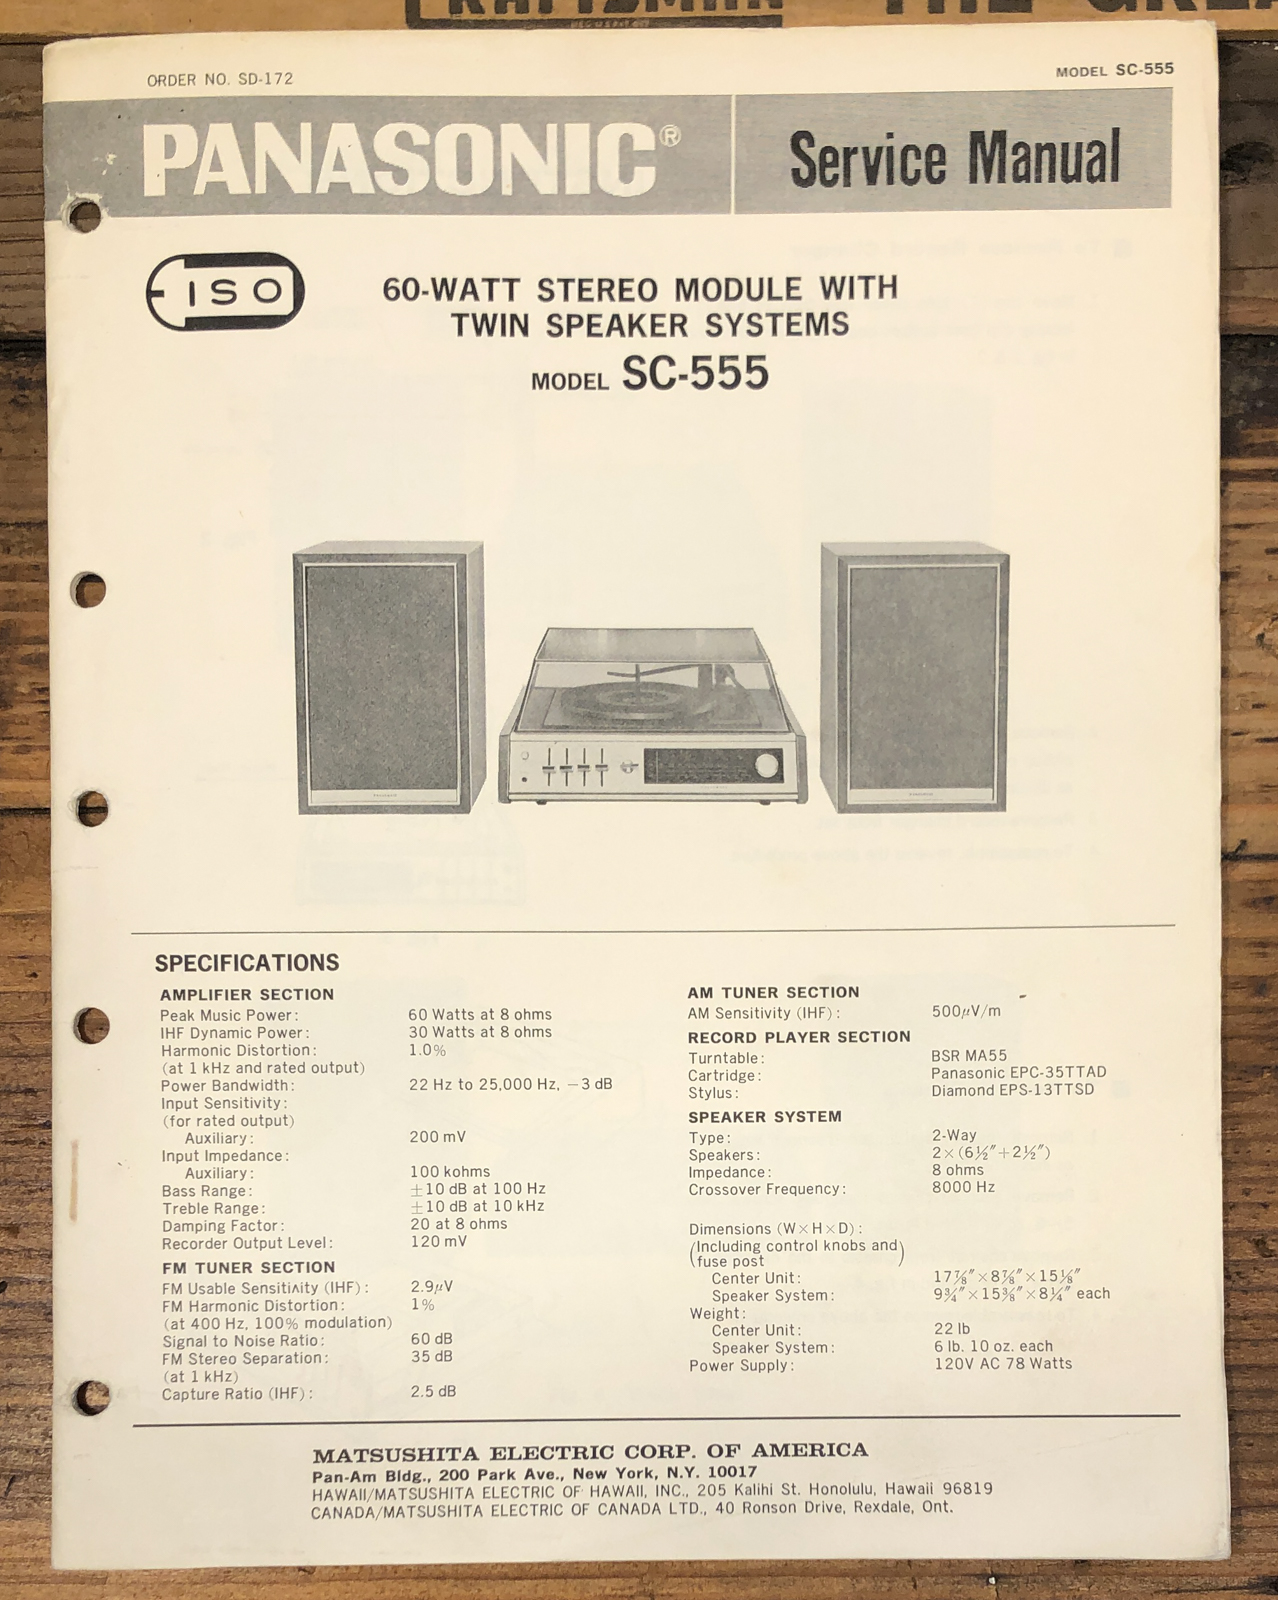 ORDER NO. SD-172
MODEL SC-555
PANASONIC®
Service Manual
ISO
60-WATT STEREO MODULE WITH
TWIN SPEAKER SYSTEMS
MODEL SC-555
SPECIFICATIONS
AMPLIFIER SECTION
Peak Music Power: 60 Watts at 8 ohms
IHF Dynamic Power: 30 Watts at 8 ohms
Harmonic Distortion: 1.0%
(at 1 kHz and rated output)
Power Bandwidth: 22 Hz to 25,000 Hz, −3 dB
Input Sensitivity:
(for rated output)
Auxiliary: 200 mV
Input Impedance:
Auxiliary: 100 kohms
Bass Range: ±10 dB at 100 Hz
Treble Range: ±10 dB at 10 kHz
Damping Factor: 20 at 8 ohms
Recorder Output Level: 120 mV
FM TUNER SECTION
FM Usable Sensitivity (IHF): 2.9μV
FM Harmonic Distortion: 1%
(at 400 Hz, 100% modulation)
Signal to Noise Ratio: 60 dB
FM Stereo Separation: 35 dB
(at 1 kHz)
Capture Ratio (IHF): 2.5 dB
AM TUNER SECTION
AM Sensitivity (IHF): 500μV/m
RECORD PLAYER SECTION
Turntable: BSR MA55
Cartridge: Panasonic EPC-35TTAD
Stylus: Diamond EPS-13TTSD
SPEAKER SYSTEM
Type: 2-Way
Speakers: 2×(6½″+2½″)
Impedance: 8 ohms
Crossover Frequency: 8000 Hz
Dimensions (W×H×D):
(Including control knobs and
fuse post)
Center Unit: 17⅞″×8⅞″×15⅛″
Speaker System: 9¾″×15⅜″×8¼″ each
Weight:
Center Unit: 22 lb
Speaker System: 6 lb. 10 oz. each
Power Supply: 120V AC 78 Watts
MATSUSHITA ELECTRIC CORP. OF AMERICA
Pan-Am Bldg., 200 Park Ave., New York, N.Y. 10017
HAWAII/MATSUSHITA ELECTRIC OF HAWAII, INC., 205 Kalihi St. Honolulu, Hawaii 96819
CANADA/MATSUSHITA ELECTRIC OF CANADA LTD., 40 Ronson Drive, Rexdale, Ont.